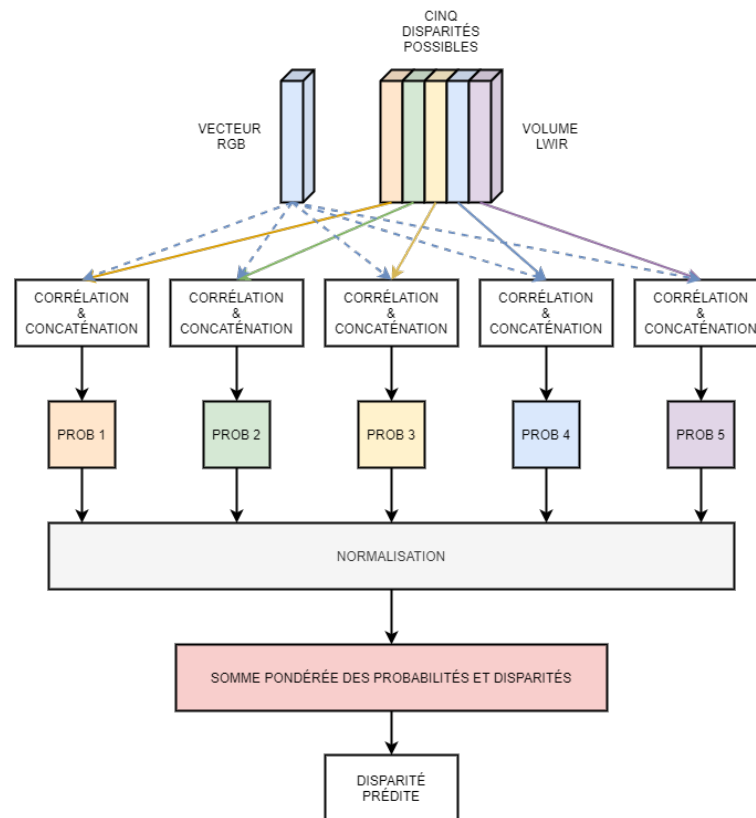 CINQ
DISPARITÉS
POSSIBLES
VECTEUR
RGB
VOLUME
LWIR
CORRÉLATION
&
CONCATÉNATION
CORRÉLATION
&
CONCATÉNATION
CORRÉLATION
&
CONCATÉNATION
CORRÉLATION
&
CONCATÉNATION
CORRÉLATION
&
CONCATÉNATION
PROB 1
PROB 2
PROB 3
PROB 4
PROB 5
NORMALISATION
SOMME PONDÉRÉE DES PROBABILITÉS ET DISPARITÉS
DISPARITÉ
PRÉDITE